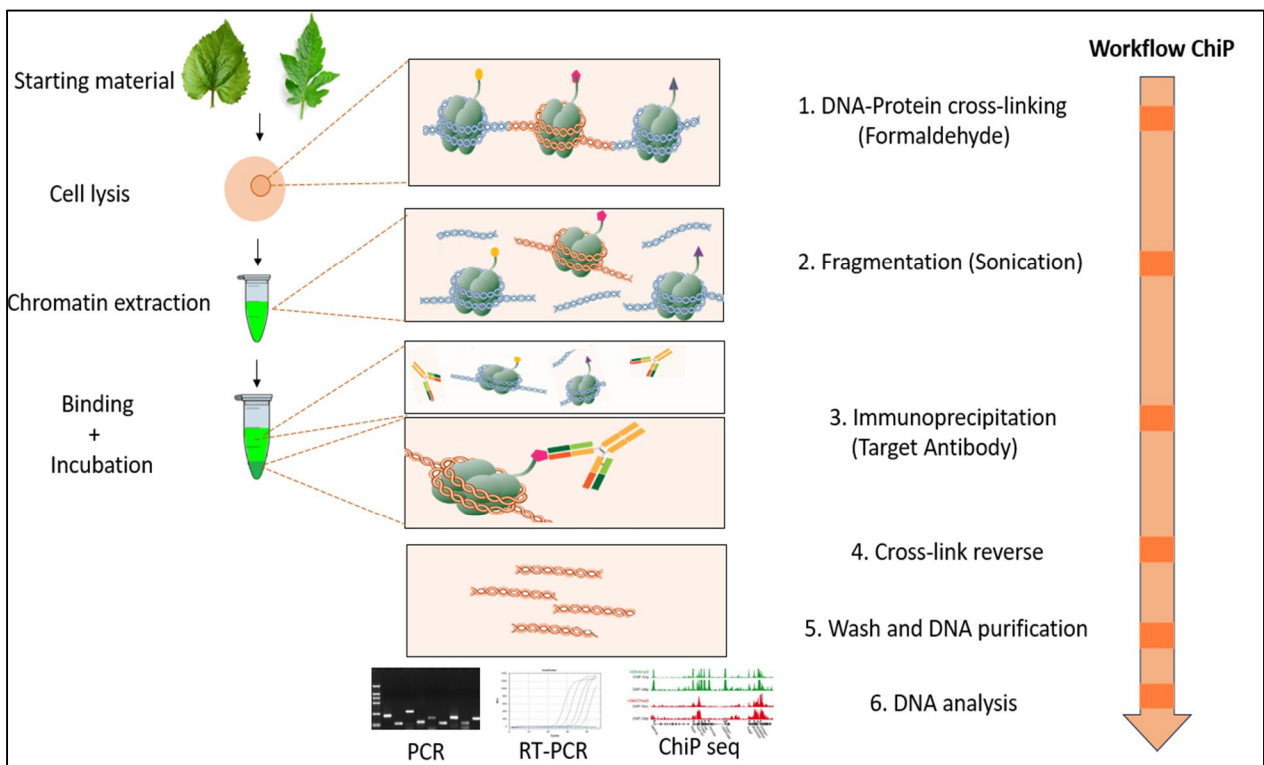 Workflow ChiP
Starting material
Cell lysis
Chromatin extraction
Binding
+
Incubation
1. DNA-Protein cross-linking
(Formaldehyde)
2. Fragmentation (Sonication)
3. Immunoprecipitation
(Target Antibody)
4. Cross-link reverse
5. Wash and DNA purification
6. DNA analysis
PCR
RT-PCR
ChiP seq